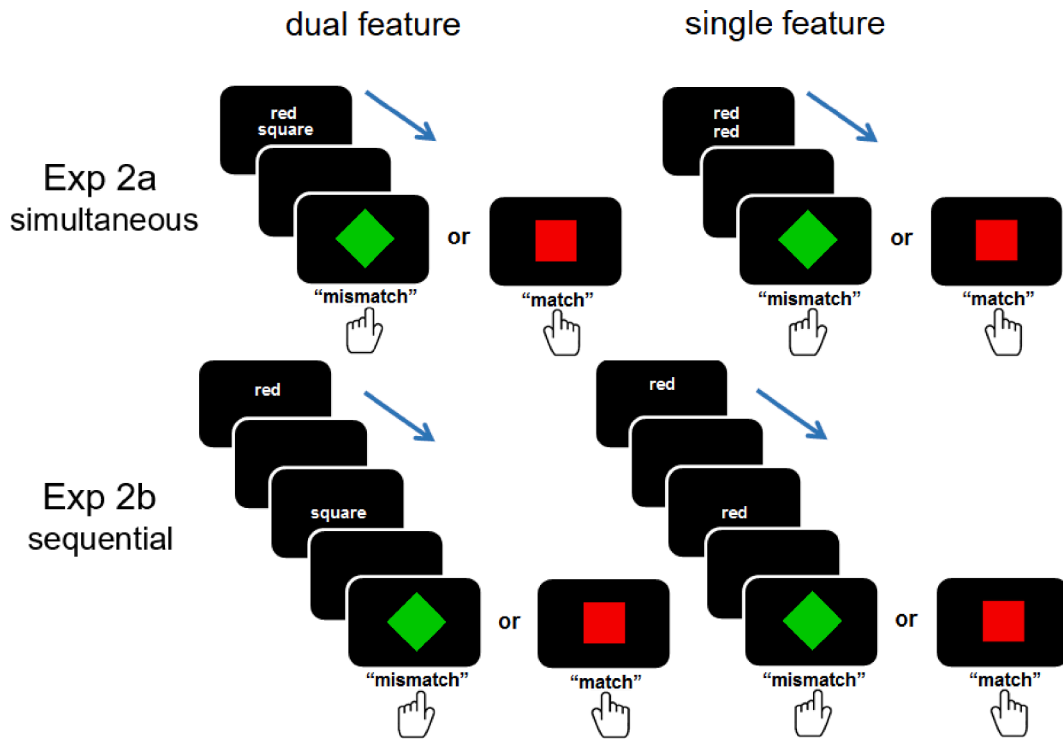 dual feature
single feature
Exp 2a
simultaneous
red
square
or
“mismatch”
“match”
red
red
or
“mismatch”
“match”
Exp 2b
sequential
red
square
or
“mismatch”
“match”
red
red
or
“mismatch”
“match”